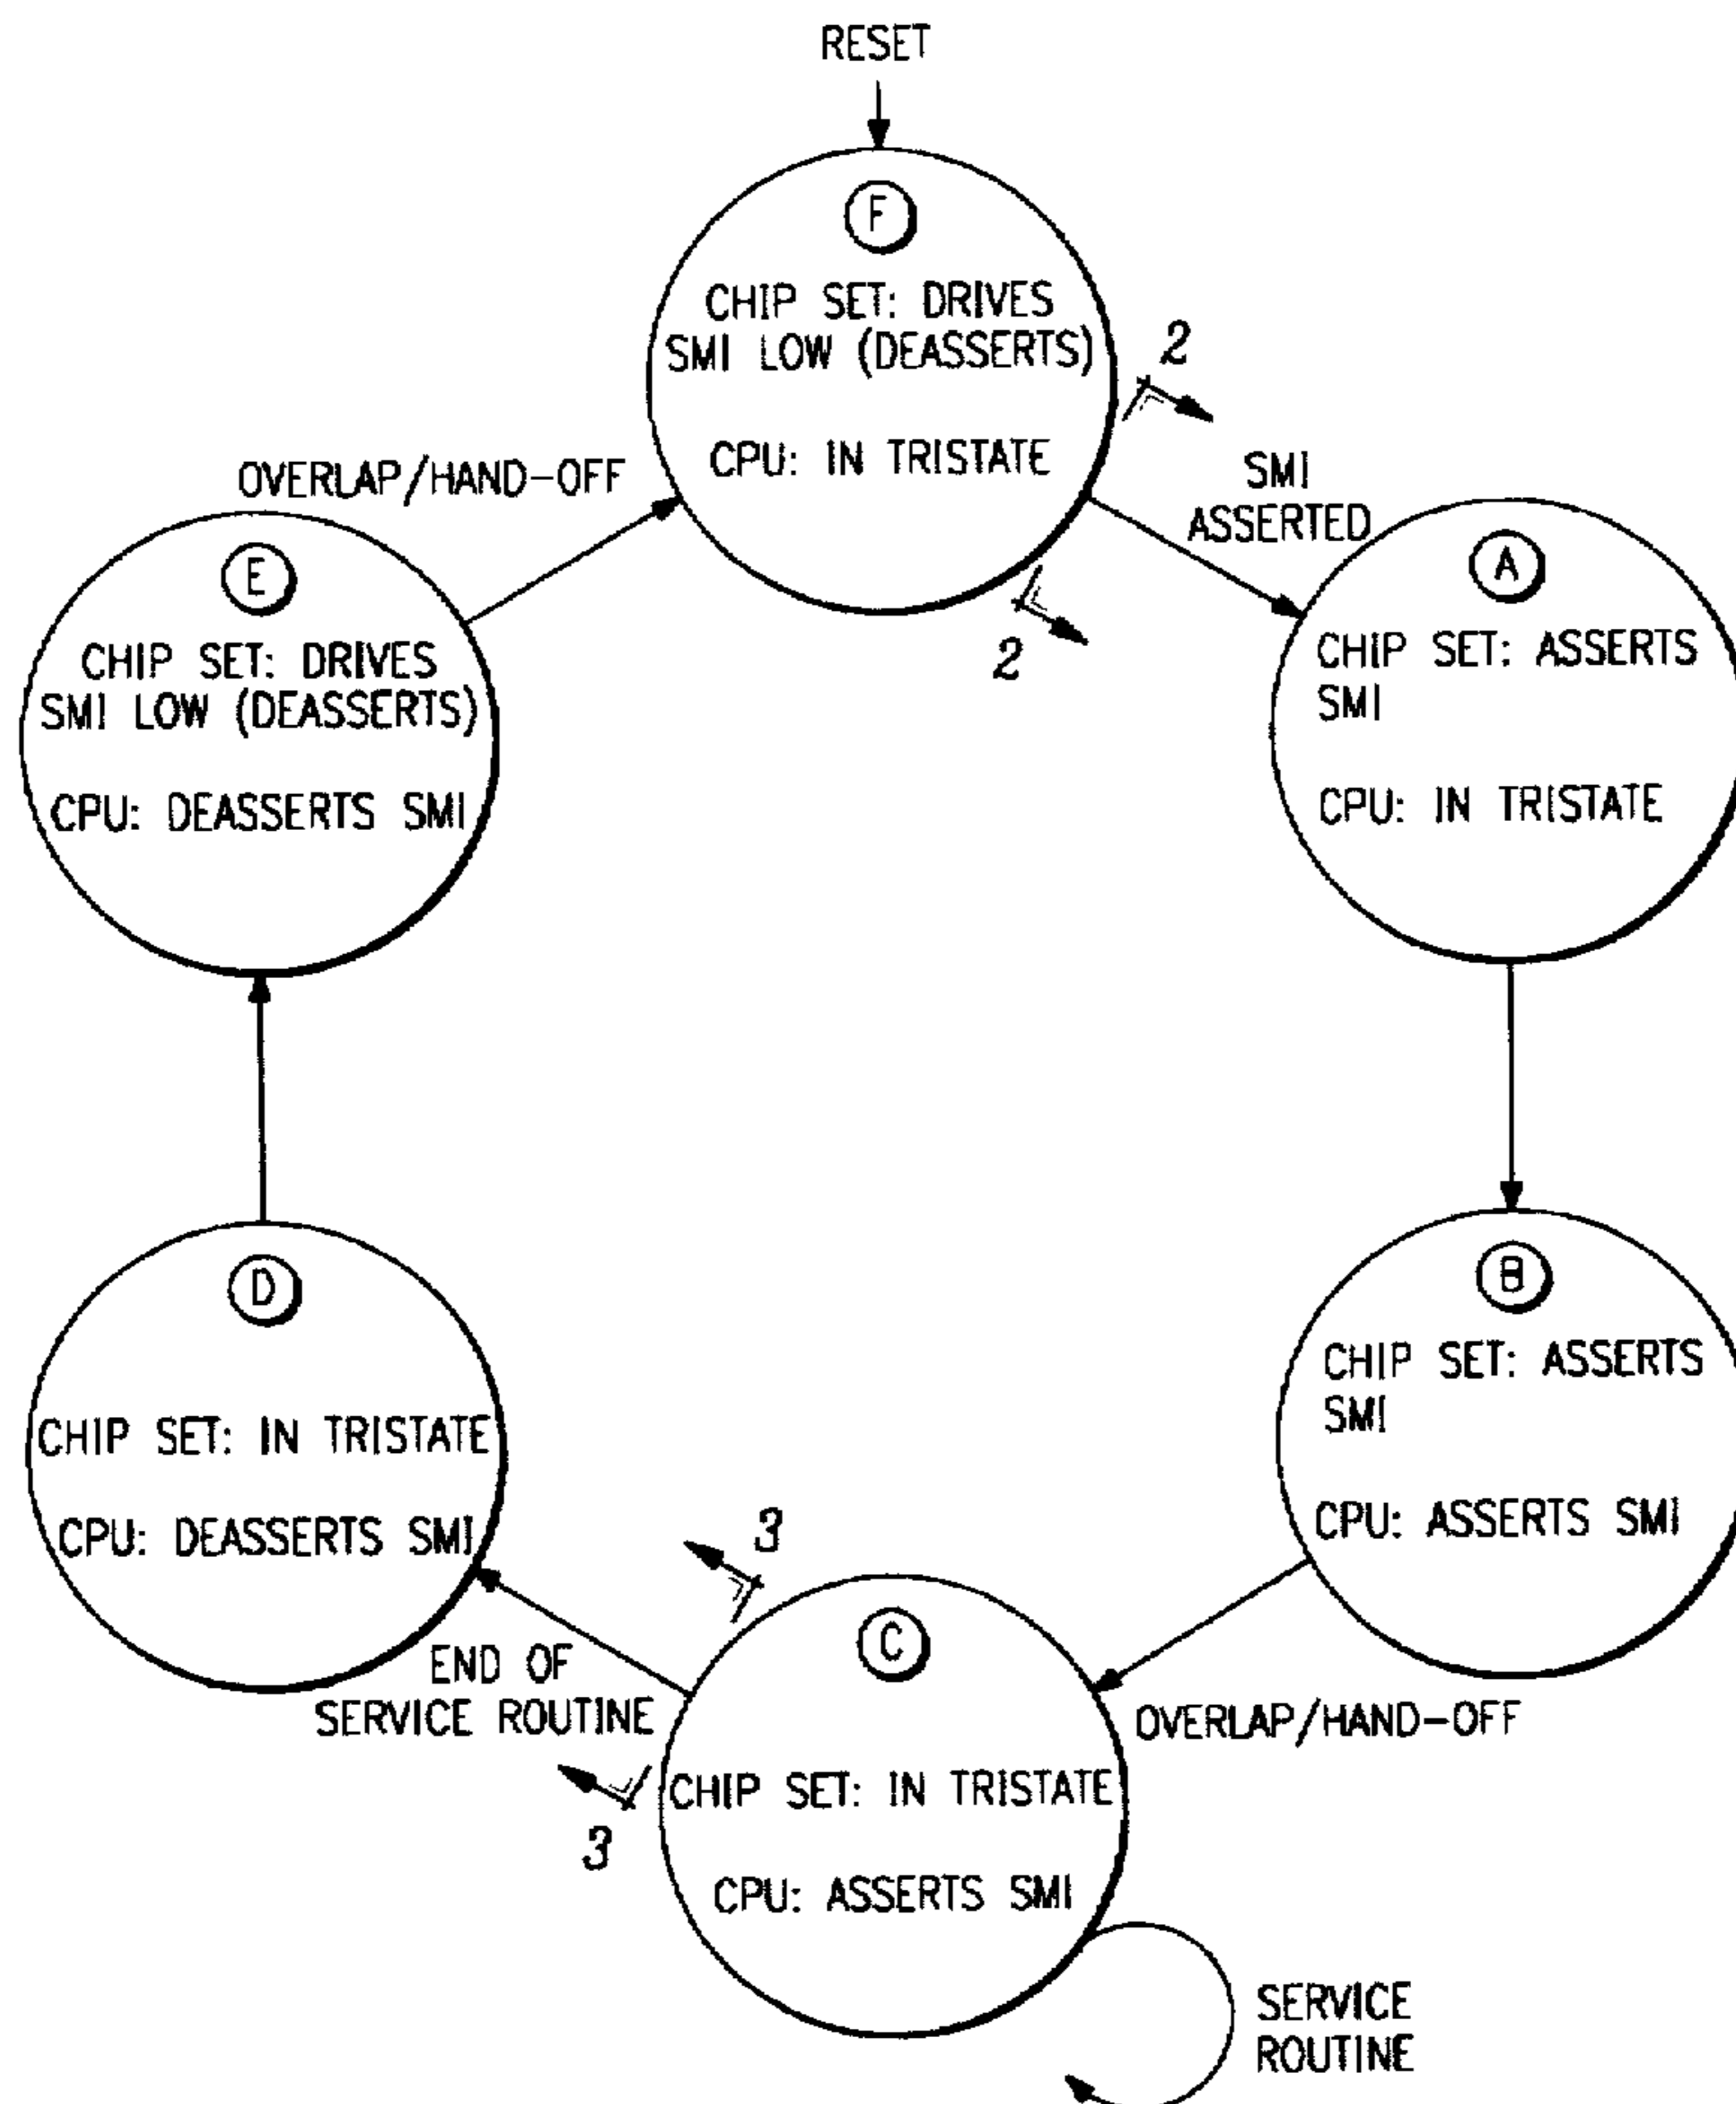 RESET
F
CHIP SET: DRIVES
SMI LOW (DEASSERTS)
CPU: IN TRISTATE
2
2
SMI
ASSERTED
A
CHIP SET: ASSERTS
SMI
CPU: IN TRISTATE
B
CHIP SET: ASSERTS
SMI
CPU: ASSERTS SMI
OVERLAP/HAND-OFF
C
CHIP SET: IN TRISTATE
CPU: ASSERTS SMI
SERVICE
ROUTINE
3
3
END OF
SERVICE ROUTINE
D
CHIP SET: IN TRISTATE
CPU: DEASSERTS SMI
E
CHIP SET: DRIVES
SMI LOW (DEASSERTS)
CPU: DEASSERTS SMI
OVERLAP/HAND-OFF